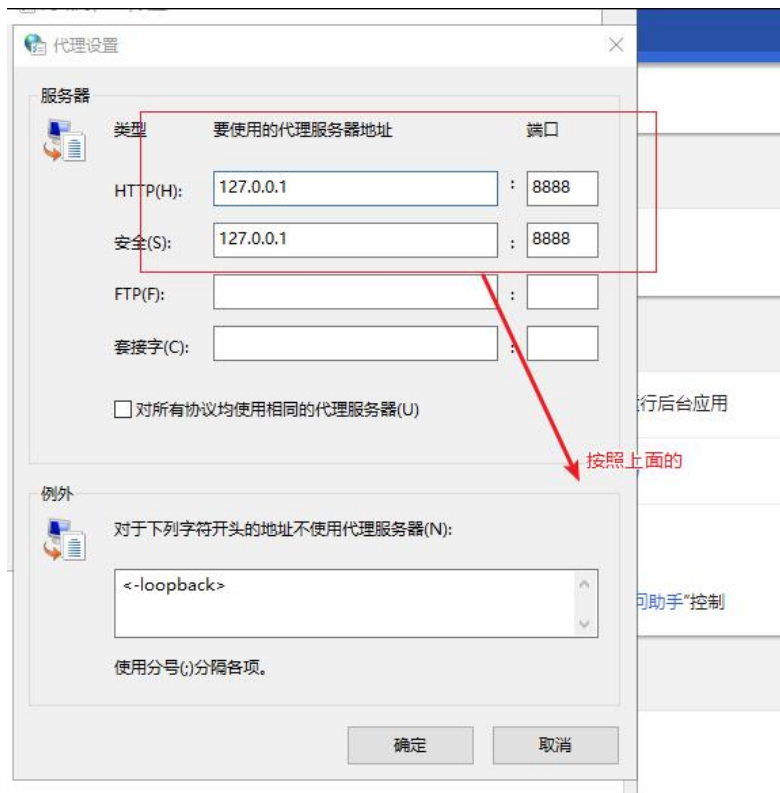 代理设置
服务器
类型 要使用的代理服务器地址 端口
HTTP(H): 127.0.0.1 : 8888
安全(S): 127.0.0.1 : 8888
FTP(F): :
套接字(C): :
对所有协议均使用相同的代理服务器(U)
行后台应用
按照上面的
例外
对于下列字符开头的地址不使用代理服务器(N):
<-loopback>
助手"控制
使用分号(;)分隔各项。
确定 取消